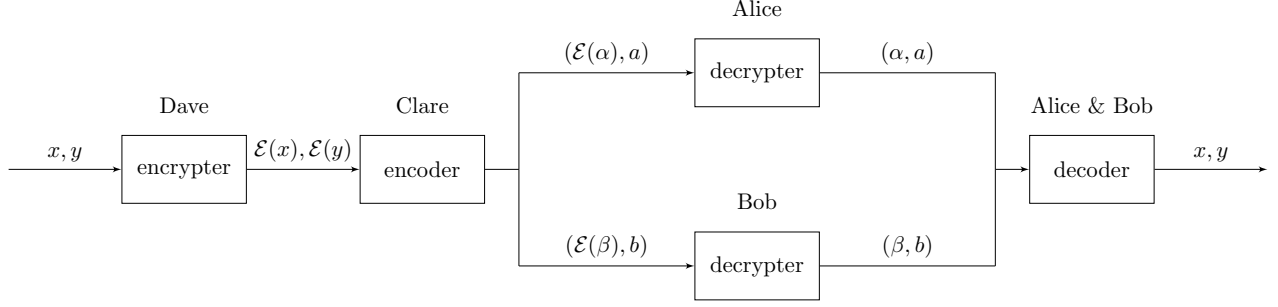 Alice
(ℰ(α), a)
decrypter
(α, a)
Dave
Clare
Alice & Bob
x, y
encrypter
ℰ(x), ℰ(y)
encoder
decoder
x, y
Bob
(ℰ(β), b)
decrypter
(β, b)